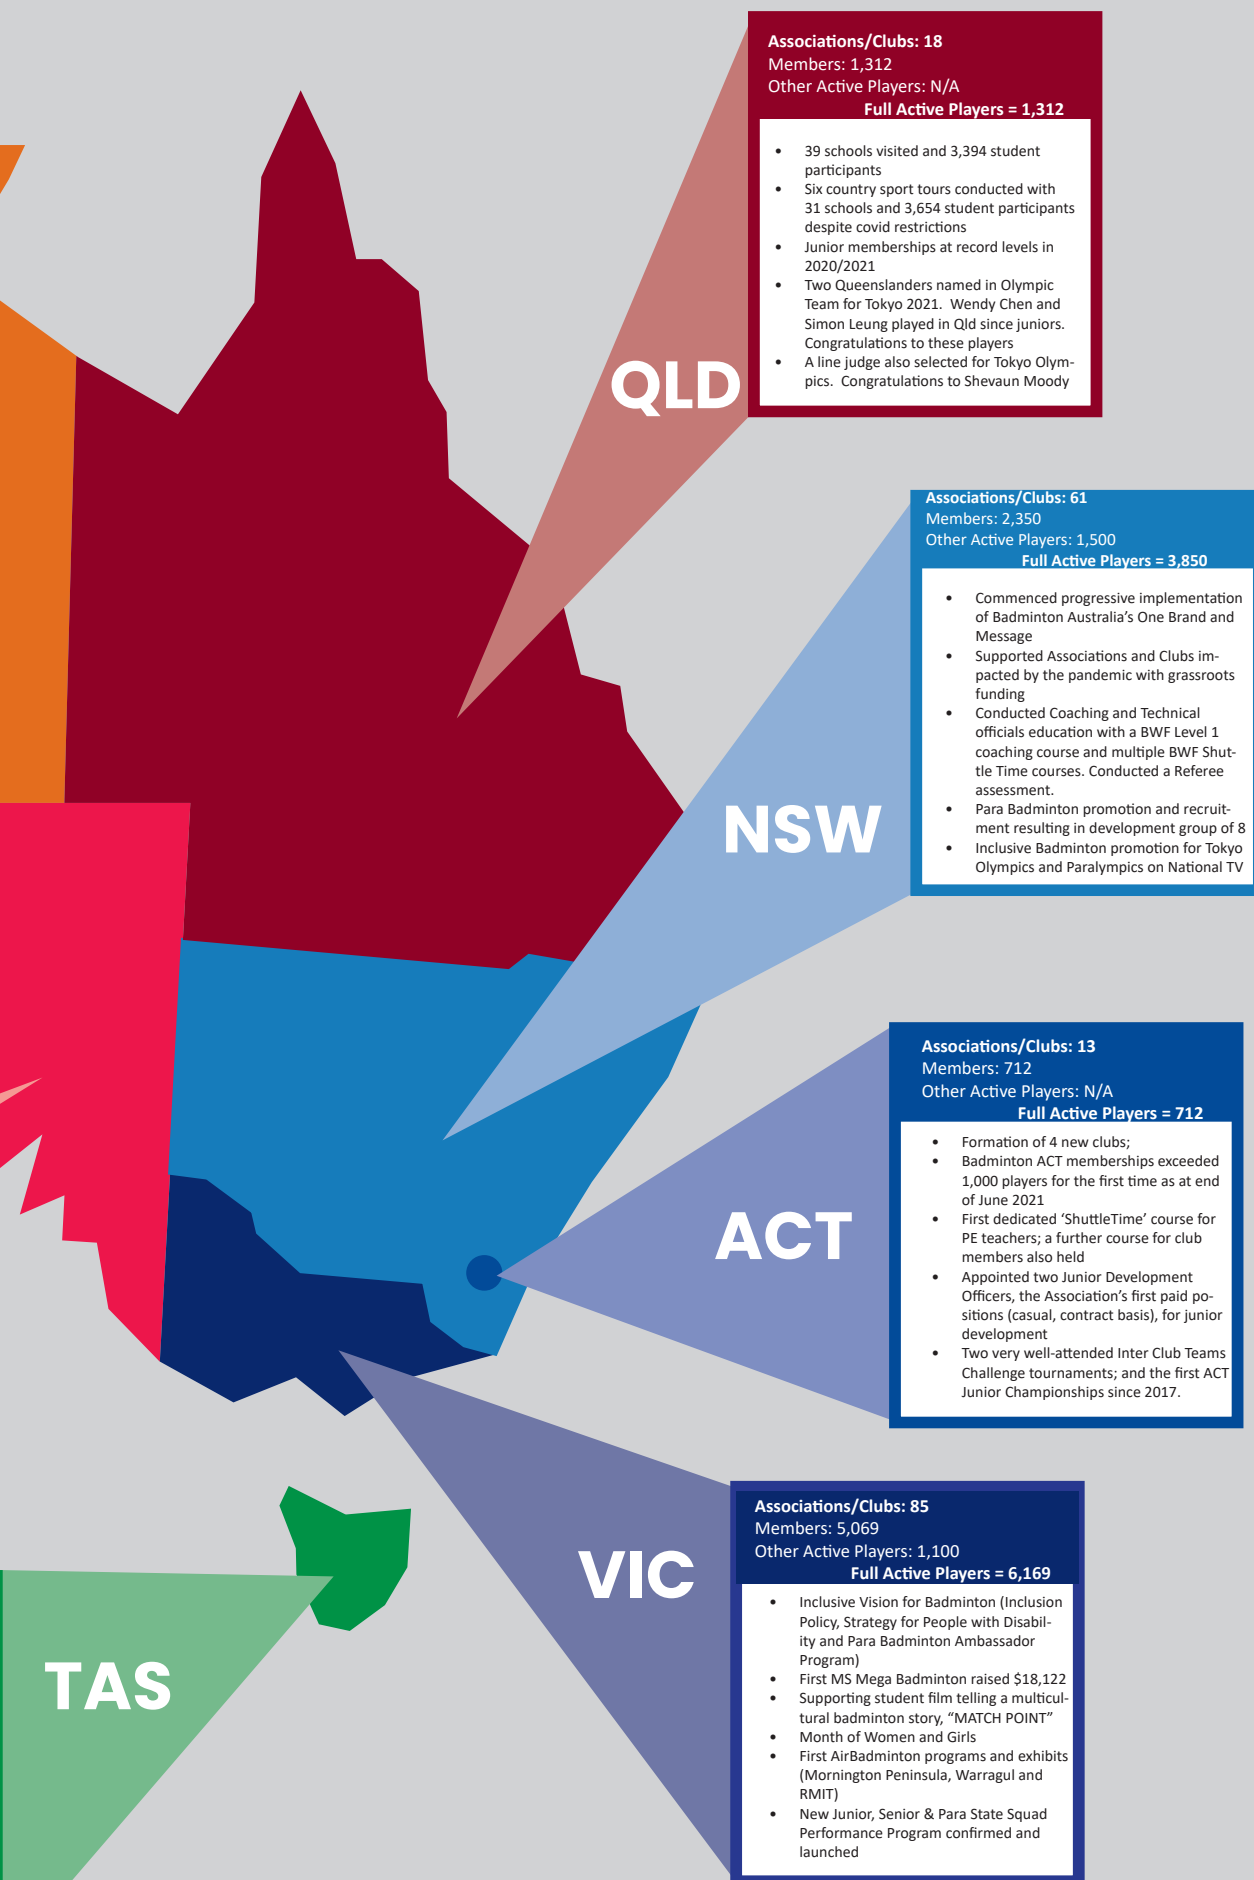 Associations/Clubs: 18
Members: 1,312
Other Active Players: N/A
Full Active Players = 1,312
• 39 schools visited and 3,394 student
participants
• Six country sport tours conducted with
31 schools and 3,654 student participants
despite covid restrictions
• Junior memberships at record levels in
2020/2021
• Two Queenslanders named in Olympic
Team for Tokyo 2021. Wendy Chen and
Simon Leung played in Qld since juniors.
Congratulations to these players
• A line judge also selected for Tokyo Olym-
pics. Congratulations to Shevaun Moody
QLD
Associations/Clubs: 61
Members: 2,350
Other Active Players: 1,500
Full Active Players = 3,850
• Commenced progressive implementation
of Badminton Australia's One Brand and
Message
• Supported Associations and Clubs im-
pacted by the pandemic with grassroots
funding
• Conducted Coaching and Technical
officials education with a BWF Level 1
coaching course and multiple BWF Shut-
tle Time courses. Conducted a Referee
assessment.
• Para Badminton promotion and recruit-
ment resulting in development group of 8
• Inclusive Badminton promotion for Tokyo
Olympics and Paralympics on National TV
NSW
Associations/Clubs: 13
Members: 712
Other Active Players: N/A
Full Active Players = 712
• Formation of 4 new clubs;
• Badminton ACT memberships exceeded
1,000 players for the first time as at end
of June 2021
• First dedicated ‘ShuttleTime’ course for
PE teachers; a further course for club
members also held
• Appointed two Junior Development
Officers, the Association's first paid po-
sitions (casual, contract basis), for junior
development
• Two very well-attended Inter Club Teams
Challenge tournaments; and the first ACT
Junior Championships since 2017.
ACT
Associations/Clubs: 85
Members: 5,069
Other Active Players: 1,100
Full Active Players = 6,169
• Inclusive Vision for Badminton (Inclusion
Policy, Strategy for People with Disabil-
ity and Para Badminton Ambassador
Program)
• First MS Mega Badminton raised $18,122
• Supporting student film telling a multicul-
tural badminton story, “MATCH POINT”
• Month of Women and Girls
• First AirBadminton programs and exhibits
(Mornington Peninsula, Warragul and
RMIT)
• New Junior, Senior & Para State Squad
Performance Program confirmed and
launched
VIC
TAS